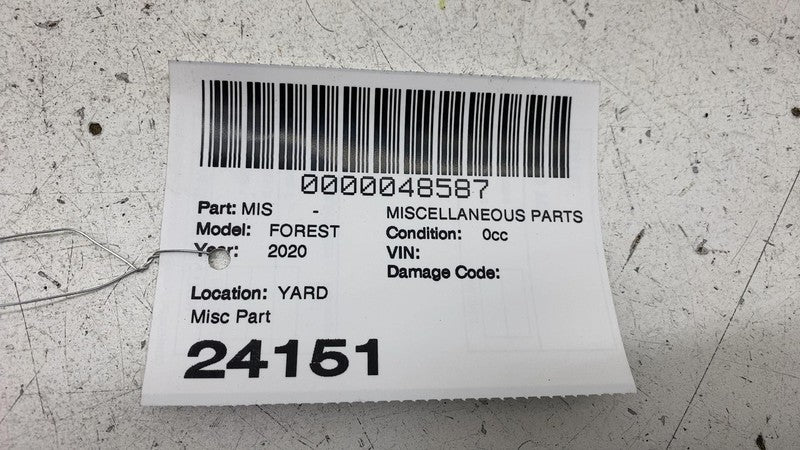 0000048587
Part: MIS - MISCELLANEOUS PARTS
Model: FOREST Condition: 0cc
Year: 2020 VIN:
Damage Code:
Location: YARD
Misc Part
24151